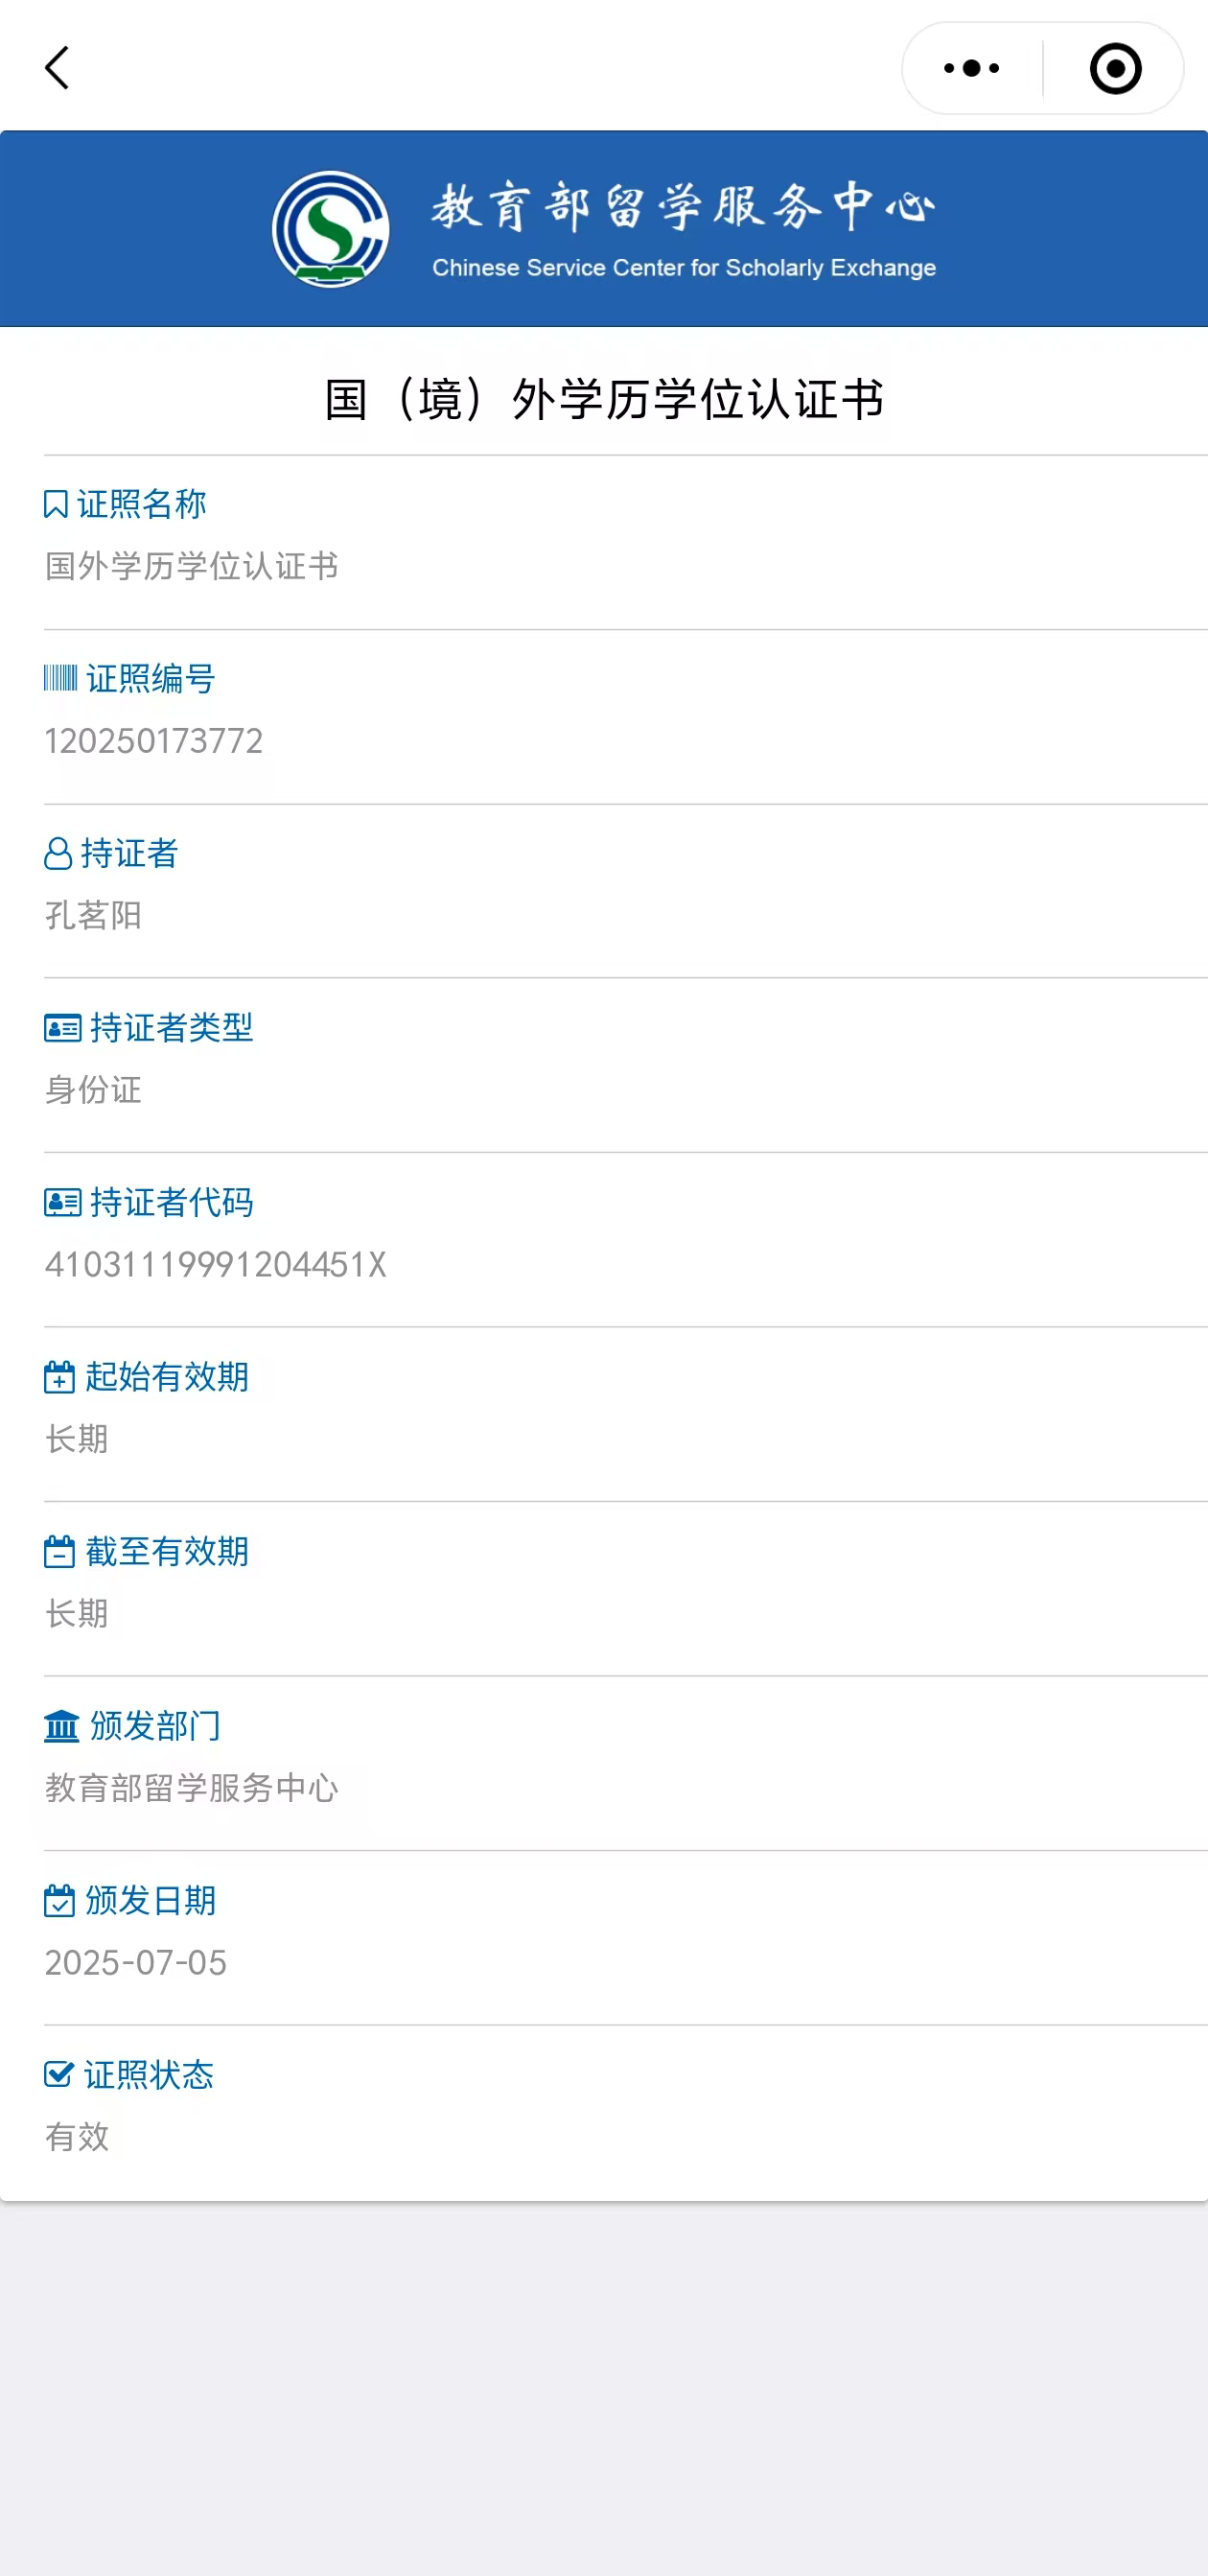 教育部留学服务中心
Chinese Service Center for Scholarly Exchange
国（境）外学历学位认证书
证照名称
国外学历学位认证书
证照编号
120250173772
持证者
孔茗阳
持证者类型
身份证
持证者代码
41031119991204451X
起始有效期
长期
截至有效期
长期
颁发部门
教育部留学服务中心
颁发日期
2025-07-05
证照状态
有效